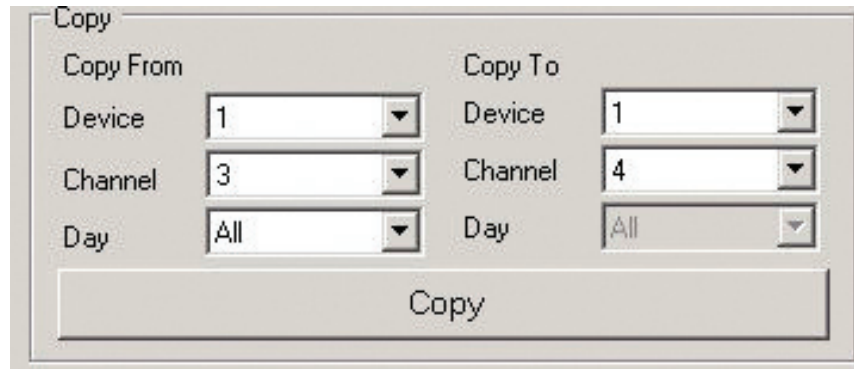 Copy
Copy From Copy To
Device 1 Device 1
Channel 3 Channel 4
Day All Day All
Copy